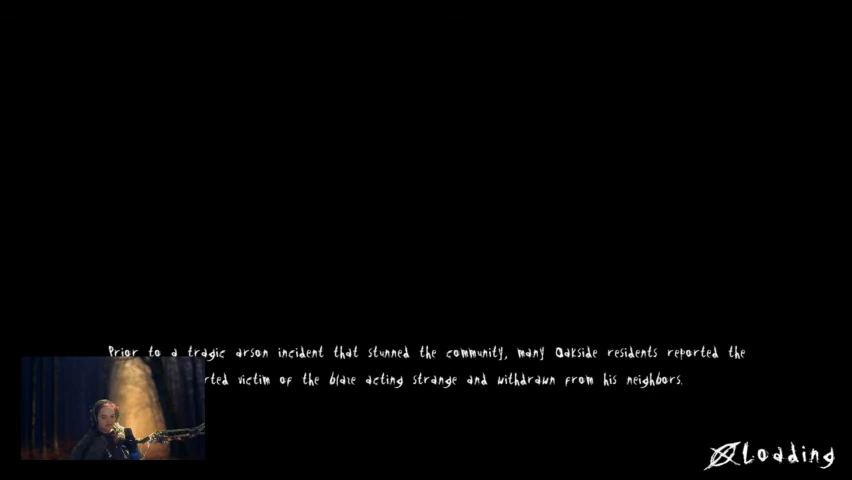 Prior to a tragic arson incident that stunned the community, many Oakside residents reported the
victim of the blaze acting strange and withdrawn from his neighbors.
Loading